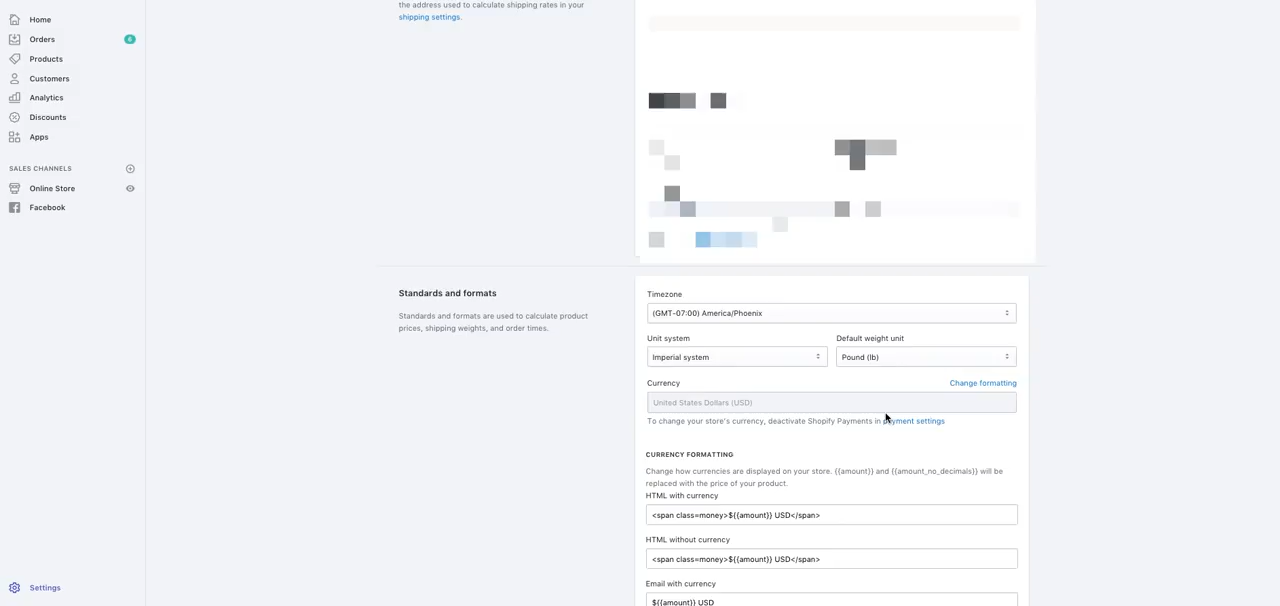 the address used to calculate shipping rates in your
shipping settings.
Home
Orders
Products
Customers
Analytics
Discounts
Apps
SALES CHANNELS
Online Store
Facebook
Standards and formats
Standards and formats are used to calculate product
prices, shipping weights, and order times.
Timezone
(GMT-07:00) America/Phoenix
Unit system
Default weight unit
Imperial system
Pound (lb)
Currency
Change formatting
United States Dollars (USD)
To change your store's currency, deactivate Shopify Payments in payment settings
CURRENCY FORMATTING
Change how currencies are displayed on your store. {{amount}} and {{amount_no_decimals}} will be
replaced with the price of your product.
HTML with currency
<span class=money>${{amount}} USD</span>
HTML without currency
<span class=money>${{amount}} USD</span>
Email with currency
${{amount}} USD
Settings